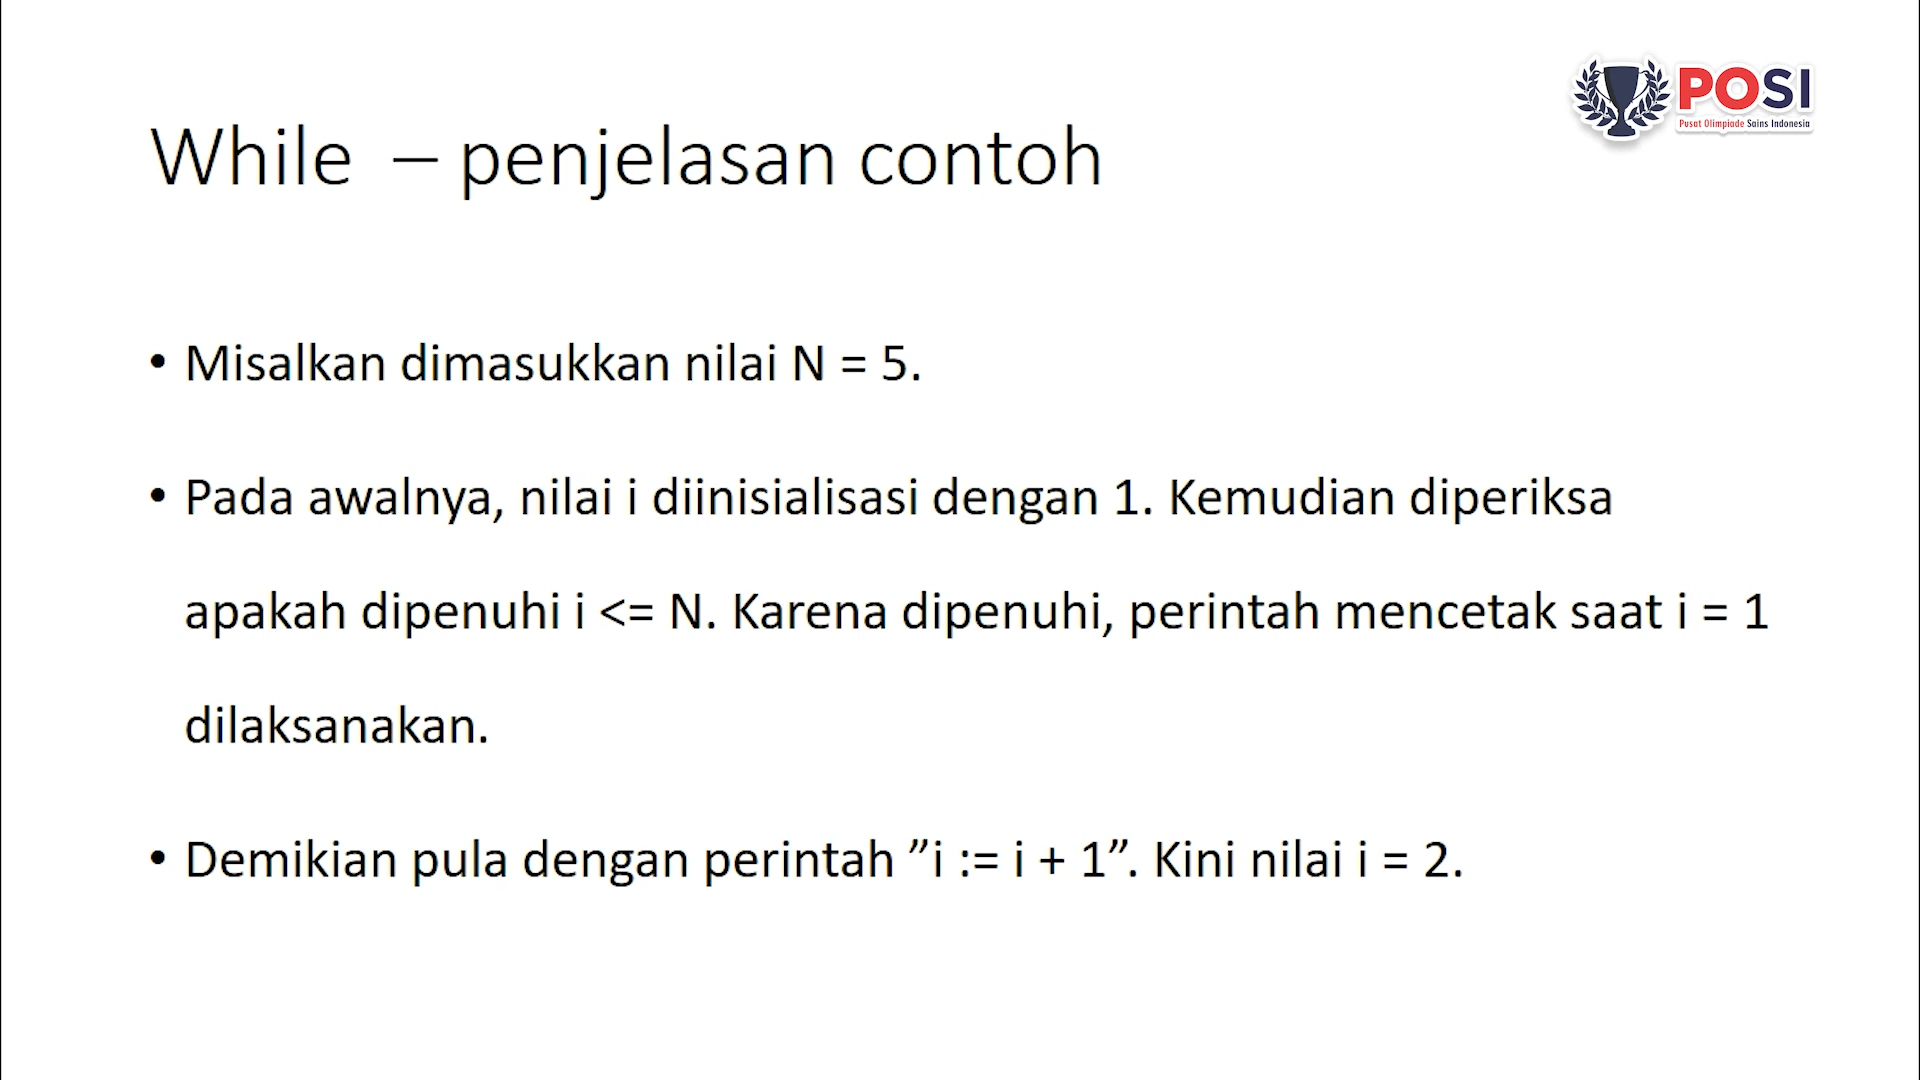 POSI
Pusat Olimpiade Sains Indonesia
While – penjelasan contoh
• Misalkan dimasukkan nilai N = 5.
• Pada awalnya, nilai i diinisialisasi dengan 1. Kemudian diperiksa
apakah dipenuhi i <= N. Karena dipenuhi, perintah mencetak saat i = 1
dilaksanakan.
• Demikian pula dengan perintah ”i := i + 1”. Kini nilai i = 2.